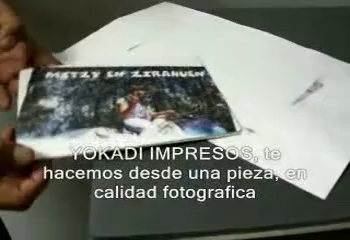 METZY EN ZIRAHUEN
YOKADI IMPRESOS, te
hacemos desde una pieza, en
calidad fotografica